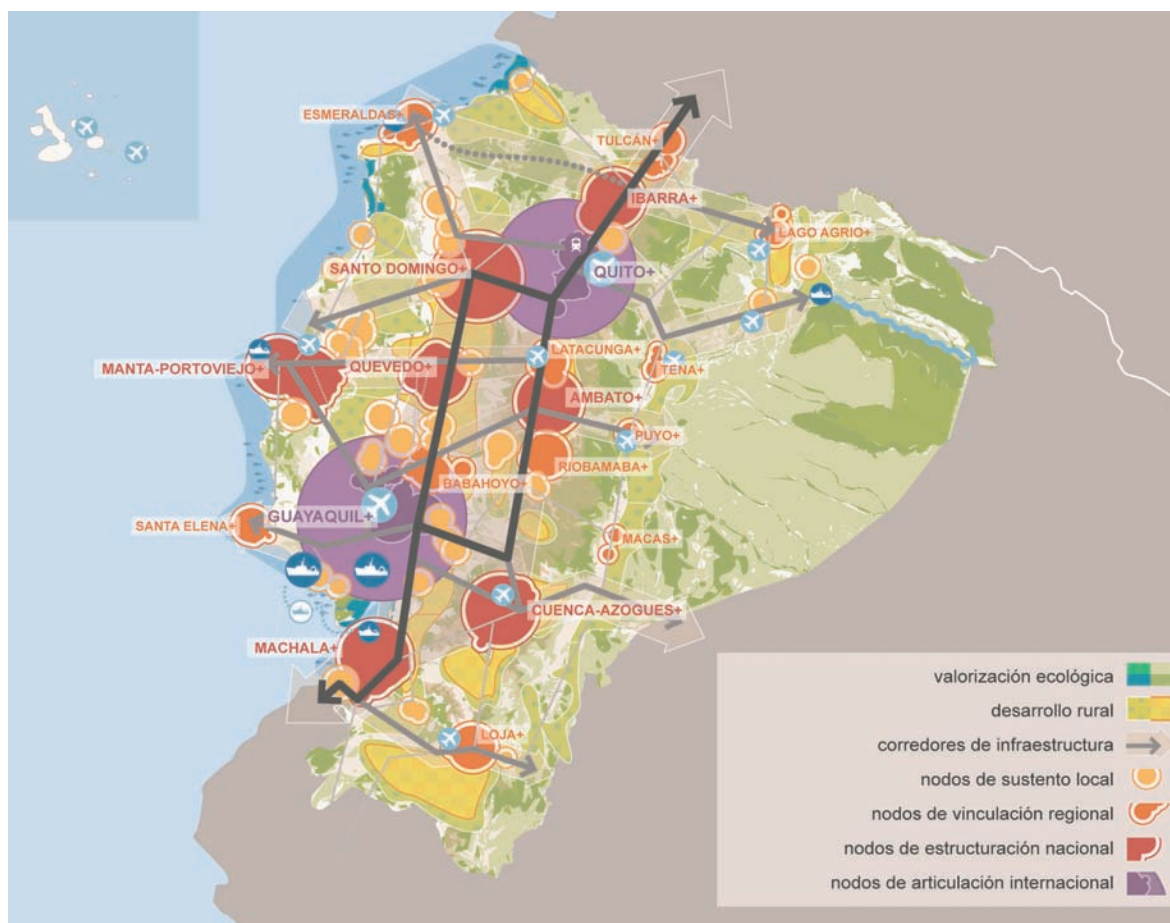 ESMERALDAS+
TULCÁN+
IBARRA+
LAGO AGRIO+
SANTO DOMINGO+
QUITO+
MANTA-PORTOVIEJO+
QUEVEDO+
LATACUNGA+
TENA+
AMBATO+
PUYO+
RIOBAMABA+
BABAHOYO+
GUAYAQUIL+
SANTA ELENA+
MACAS+
CUENCA-AZOGUES+
MACHALA+
LOJA+
valorización ecológica
desarrollo rural
corredores de infraestructura
nodos de sustento local
nodos de vinculación regional
nodos de estructuración nacional
nodos de articulación internacional